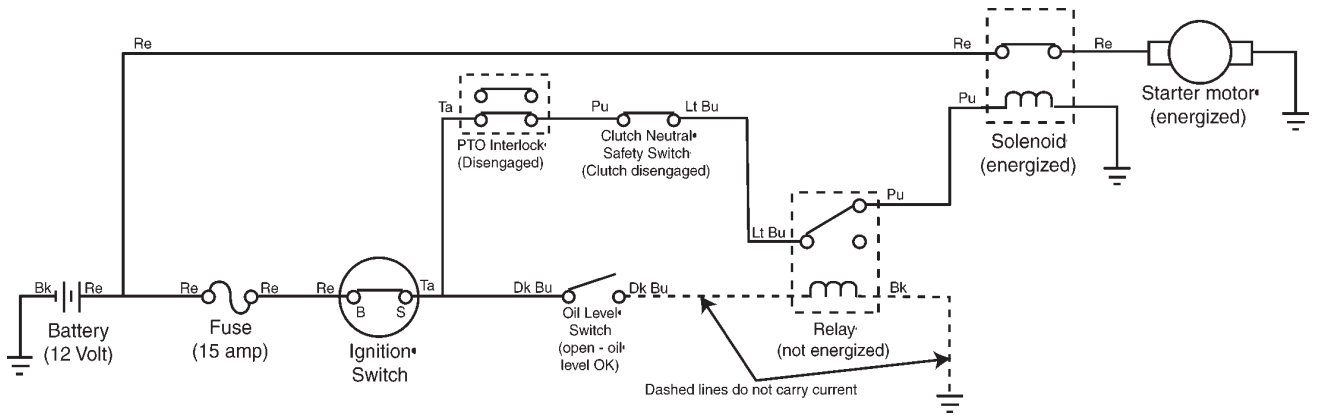 Re
Re
Re
Starter motor
(energized)
Ta
Pu
Lt Bu
Pu
PTO Interlock
(Disengaged)
Clutch Neutral
Safety Switch
(Clutch disengaged)
Solenoid
(energized)
Pu
Lt Bu
Bk
Re
Re
Re
Re
B
S
Ta
Dk Bu
Dk Bu
Bk
Battery
(12 Volt)
Fuse
(15 amp)
Ignition
Switch
Oil Level
Switch
(open - oil
level OK)
Relay
(not energized)
Dashed lines do not carry current